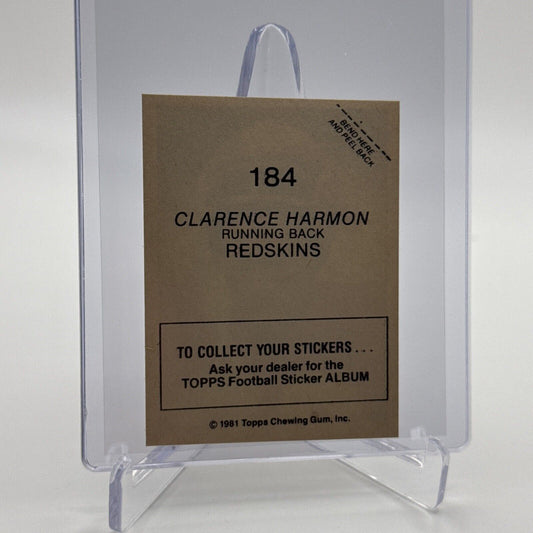 BEND HERE
AND PEEL BACK
184
CLARENCE HARMON
RUNNING BACK
REDSKINS
TO COLLECT YOUR STICKERS...
Ask your dealer for the
TOPPS Football Sticker ALBUM
© 1981 Topps Chewing Gum, Inc.